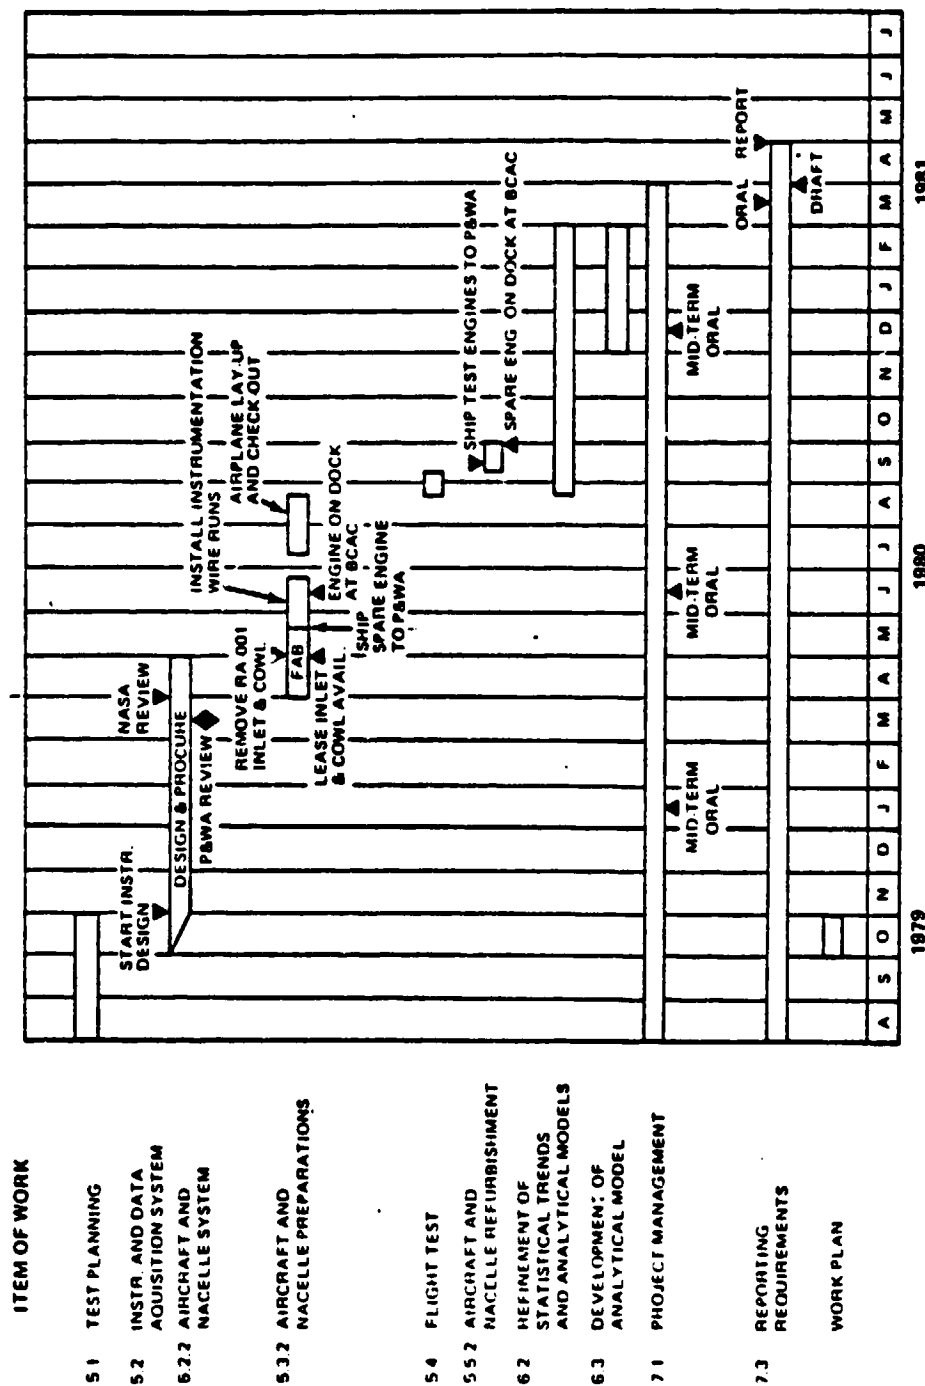 ITEM OF WORK
5.1 TEST PLANNING
5.2 INSTR. AND DATA
AQUISITION SYSTEM
5.2.2 AIRCRAFT AND
NACELLE SYSTEM
5.3.2 AIRCRAFT AND
NACELLE PREPARATIONS
5.4 FLIGHT TEST
5.5.2 AIRCRAFT AND
NACELLE REFURBISHMENT
6.2 REFINEMENT OF
STATISTICAL TRENDS
AND ANALYTICAL MODELS
6.3 DEVELOPMENT OF
ANALYTICAL MODEL
7.1 PROJECT MANAGEMENT
7.3 REPORTING
REQUIREMENTS
WORK PLAN
START INSTR.
DESIGN
NASA
REVIEW
DESIGN & PROCURE
P&WA REVIEW
REMOVE RA 001
INLET & COWL
FAB
LEASE INLET
& COWL AVAIL.
INSTALL INSTRUMENTATION
WIRE RUNS
AIRPLANE LAY-UP
AND CHECK OUT
ENGINE ON DOCK
AT BCAC
SHIP
SPARE ENGINE
TO P&WA
SHIP TEST ENGINES TO P&WA
SPARE ENG ON DOCK AT BCAC
MID-TERM
ORAL
MID-TERM
ORAL
MID-TERM
ORAL
ORAL REPORT
DRAFT
A S O N D J F M A M J J A S O N D J F M A M J J
1979 1980 1981